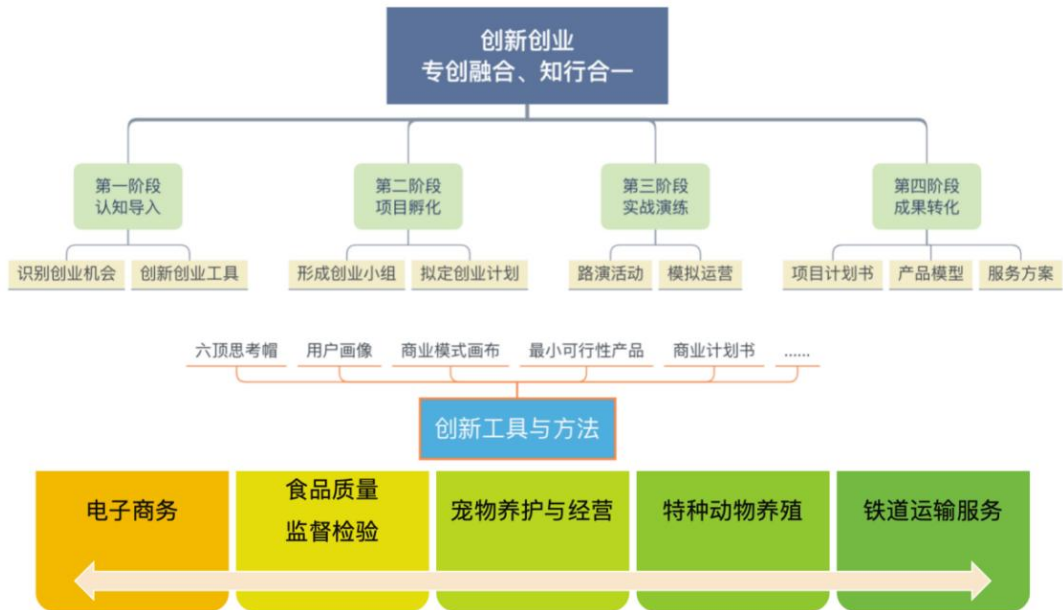 创新创业
专创融合、知行合一
第一阶段
认知导入
第二阶段
项目孵化
第三阶段
实战演练
第四阶段
成果转化
识别创业机会
创新创业工具
形成创业小组
拟定创业计划
路演活动
模拟运营
项目计划书
产品模型
服务方案
六顶思考帽
用户画像
商业模式画布
最小可行性产品
商业计划书
......
创新工具与方法
电子商务
食品质量
监督检验
宠物养护与经营
特种动物养殖
铁道运输服务